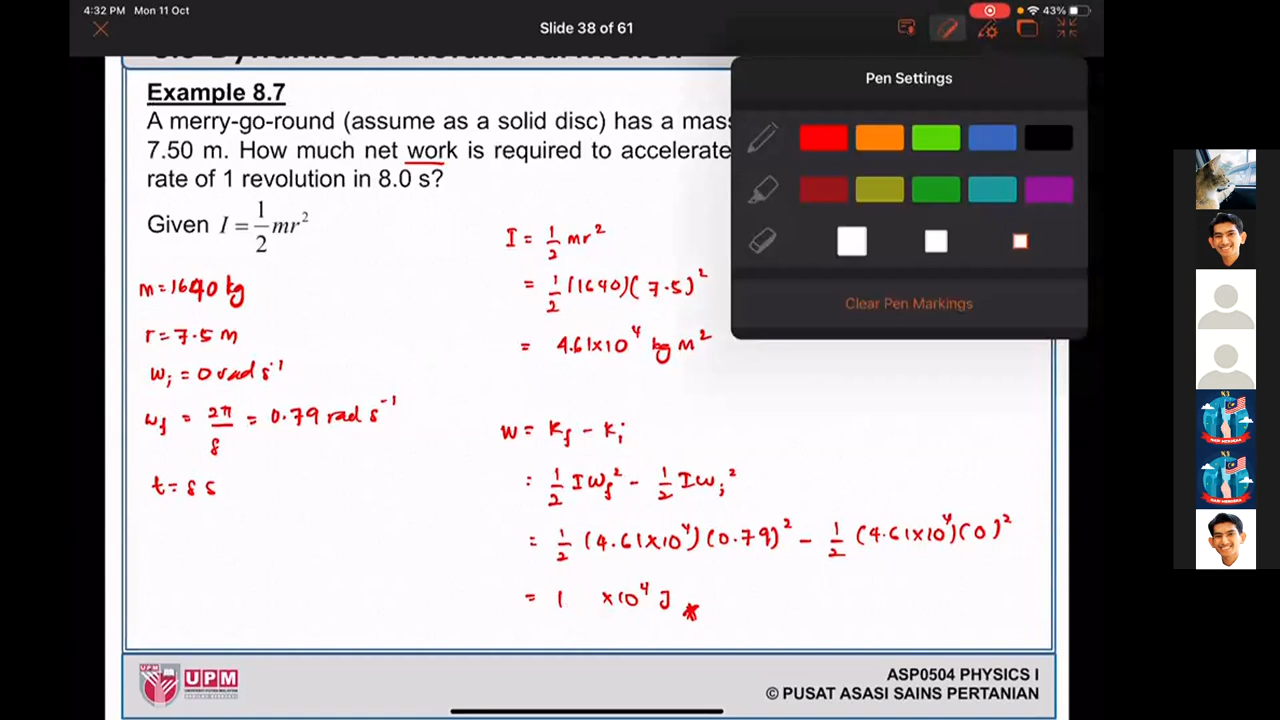 4:32 PM Mon 11 Oct
43%
Slide 38 of 61
Example 8.7
A merry-go-round (assume as a solid disc) has a mass
7.50 m. How much net work is required to accelerate
rate of 1 revolution in 8.0 s?
Given I = 1/2 mr²
m = 1640 kg
r = 7.5 m
ωi = 0 rad s⁻¹
ωf = 2π/8 = 0.79 rad s⁻¹
t = 8 s
I = 1/2 mr²
= 1/2 (1640)(7.5)²
= 4.61×10⁴ kg m²
W = Kf - Ki
= 1/2 Iωf² - 1/2 Iωi²
= 1/2 (4.61×10⁴)(0.79)² - 1/2 (4.61×10⁴)(0)²
= 1 ×10⁴ J
Pen Settings
Clear Pen Markings
UPM
ASP0504 PHYSICS I
© PUSAT ASASI SAINS PERTANIAN